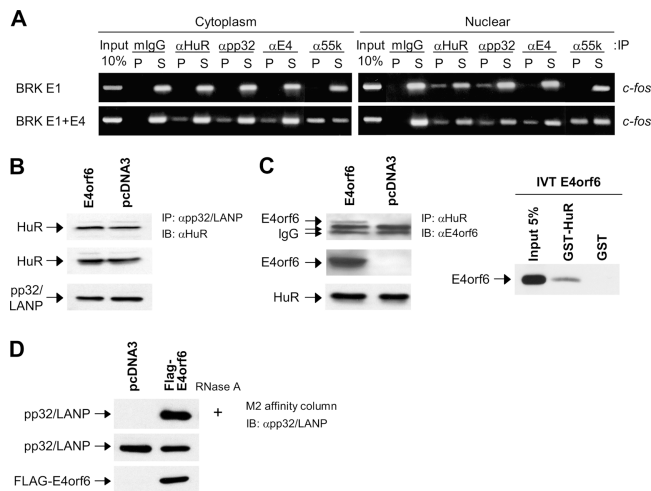 A
Cytoplasm
Nuclear
Input mIgG αHuR αpp32 αE4 α55k Input mIgG αHuR αpp32 αE4 α55k :IP
10% P S P S P S P S P S 10% P S P S P S P S P S
BRK E1 c-fos
BRK E1+E4 c-fos
B
E4orf6
pcDNA3
HuR
IP: αpp32/LANP
IB: αHuR
HuR
pp32/
LANP
C
E4orf6
pcDNA3
E4orf6
IgG
IP: αHuR
IB: αE4orf6
E4orf6
HuR
IVT E4orf6
Input 5%
GST-HuR
GST
E4orf6
D
pcDNA3
Flag-
E4orf6
RNase A
pp32/LANP
+
M2 affinity column
IB: αpp32/LANP
pp32/LANP
FLAG-E4orf6